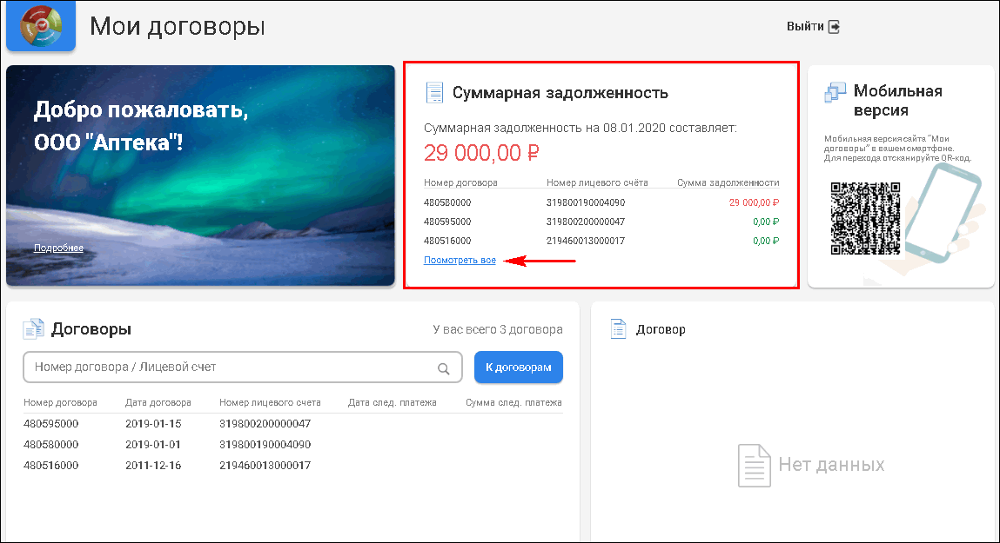 Мои договоры
Выйти
Добро пожаловать,
ООО "Аптека"!
Подробнее
Суммарная задолженность
Суммарная задолженность на 08.01.2020 составляет:
29 000,00 ₽
Номер договора Номер лицевого счёта Сумма задолженности
480580000 319800190004090 29 000,00 ₽
480595000 319800200000047 0,00 ₽
480516000 219460013000017 0,00 ₽
Посмотреть все
Мобильная
версия
Мобильная версия сайта "Мои
договоры" в вашем смартфоне.
Для перехода отсканируйте QR-код.
Договоры
У вас всего 3 договора
Номер договора / Лицевой счет
К договорам
Номер договора Дата договора Номер лицевого счета Дата след. платежа Сумма след. платежа
480595000 2019-01-15 319800200000047
480580000 2019-01-01 319800190004090
480516000 2011-12-16 219460013000017
Договор
Нет данных